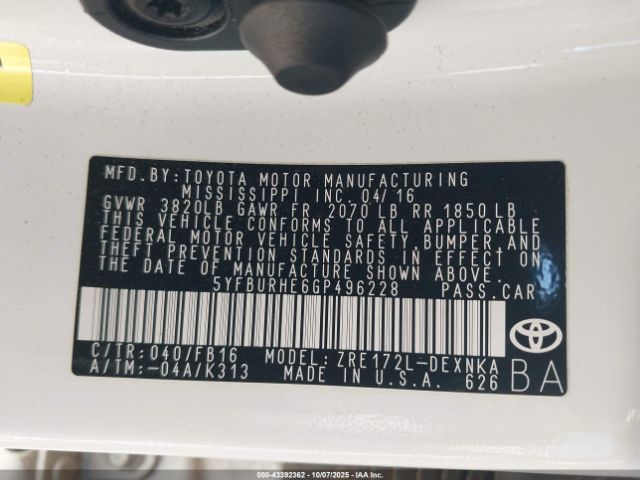 MFD.BY:TOYOTA MOTOR MANUFACTURING
MISSISSIPPI INC.04/16
GVWR 3820LB GAWR FR 2070 LB RR 1850 LB
THIS VEHICLE CONFORMS TO ALL APPLICABLE
FEDERAL MOTOR VEHICLE SAFETY,BUMPER,AND
THEFT PREVENTION STANDARDS IN EFFECT ON
THE DATE OF MANUFACTURE SHOWN ABOVE.
5YFBURHE6GP496228 PASS.CAR
C/TR:040/FB16 MODEL:ZRE172L-DEXNKA
A/TM:-04A/K313 MADE IN U.S.A. 626
BA
000-43392362 - 10/07/2025 - IAA Inc.